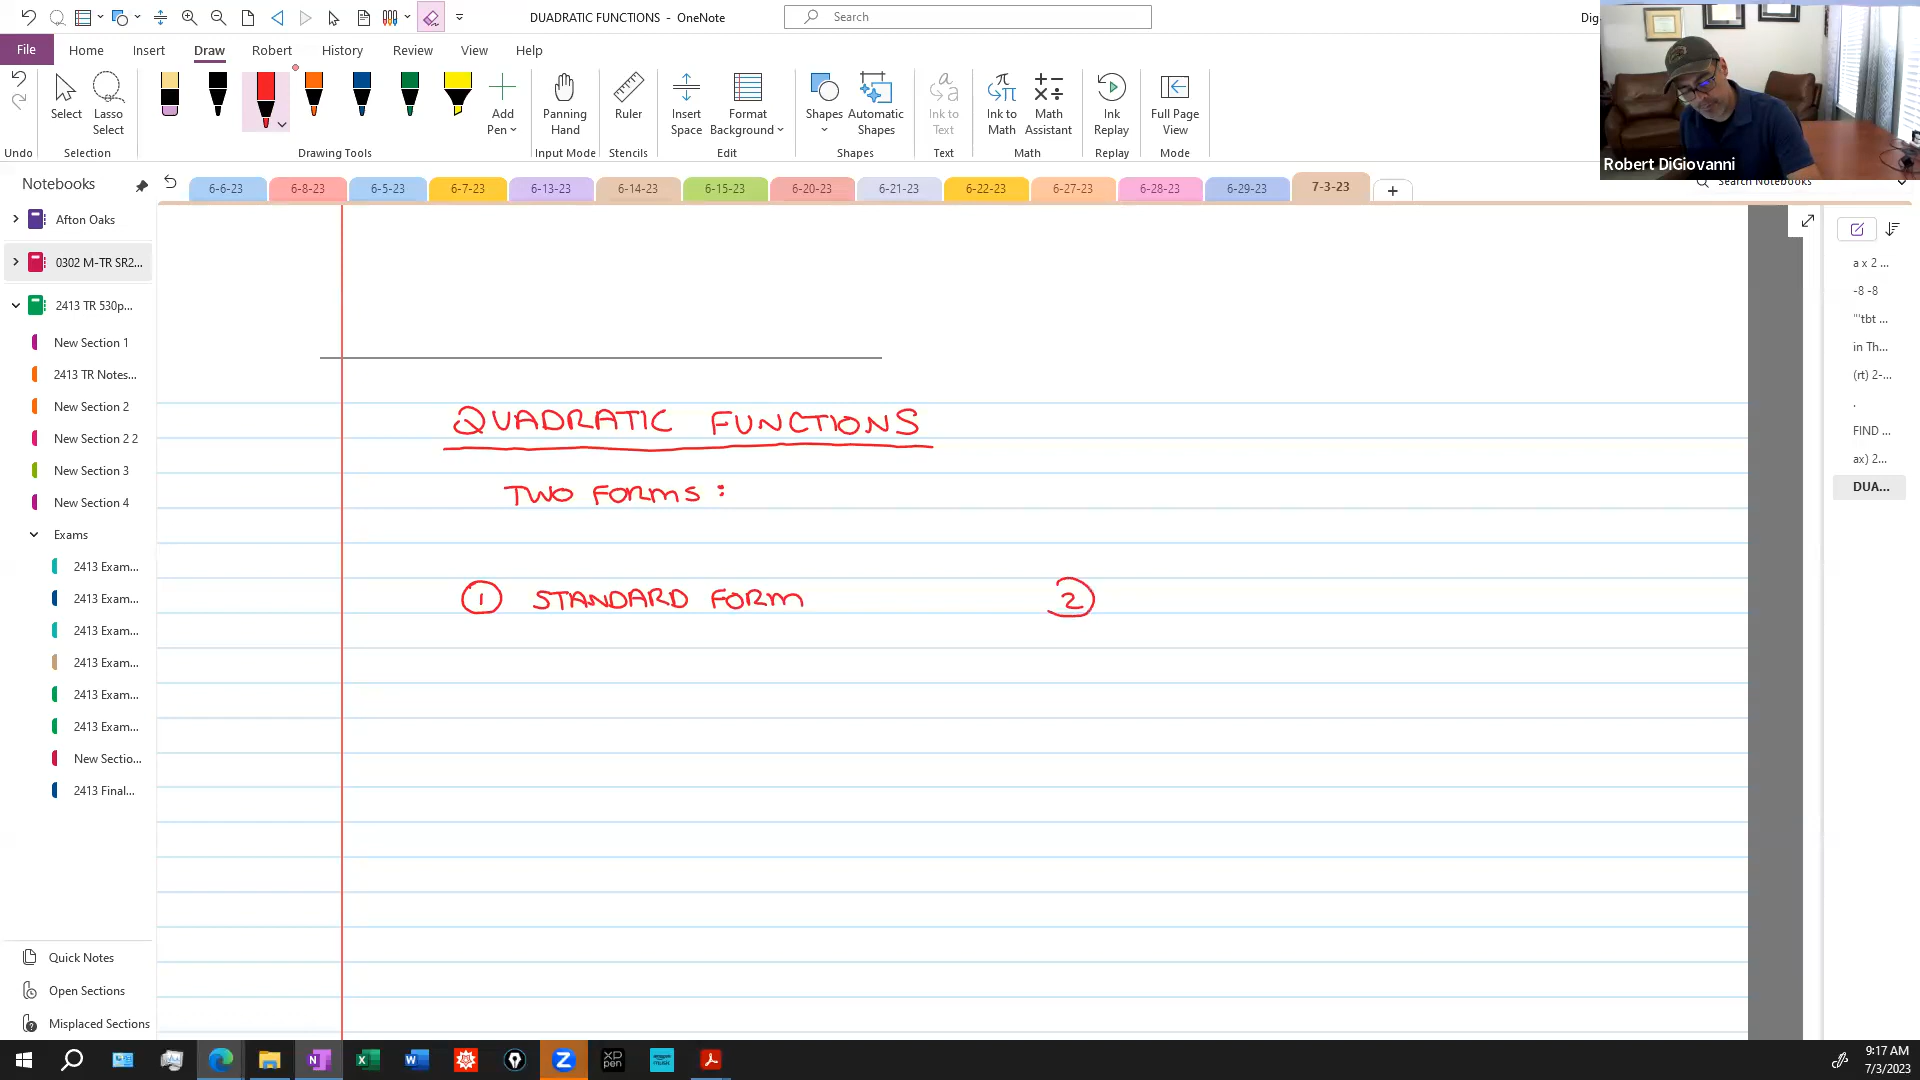 DUADRATIC FUNCTIONS - OneNote
Search
Dig
File Home Insert Draw Robert History Review View Help
Undo
Select
Lasso Select
Selection
Drawing Tools
Add Pen
Panning Hand
Input Mode
Ruler
Stencils
Insert Space
Format Background
Edit
Shapes
Automatic Shapes
Shapes
Ink to Text
Text
Ink to Math
Math Assistant
Math
Ink Replay
Replay
Full Page View
Mode
Robert DiGiovanni
Search Notebooks
Notebooks
6-6-23 6-8-23 6-5-23 6-7-23 6-13-23 6-14-23 6-15-23 6-20-23 6-21-23 6-22-23 6-27-23 6-28-23 6-29-23 7-3-23 +
Afton Oaks
0302 M-TR SR2...
2413 TR 530p...
New Section 1
2413 TR Notes...
New Section 2
New Section 2 2
New Section 3
New Section 4
Exams
2413 Exam...
2413 Exam...
2413 Exam...
2413 Exam...
2413 Exam...
2413 Exam...
New Sectio...
2413 Final...
Quick Notes
Open Sections
Misplaced Sections
QUADRATIC FUNCTIONS
TWO FORMS:
① STANDARD FORM ②
a x 2 ...
-8 -8
"'tbt ...
in Th...
(rt) 2-...
.
FIND ...
ax) 2...
DUA...
XP
pen
9:17 AM
7/3/2023